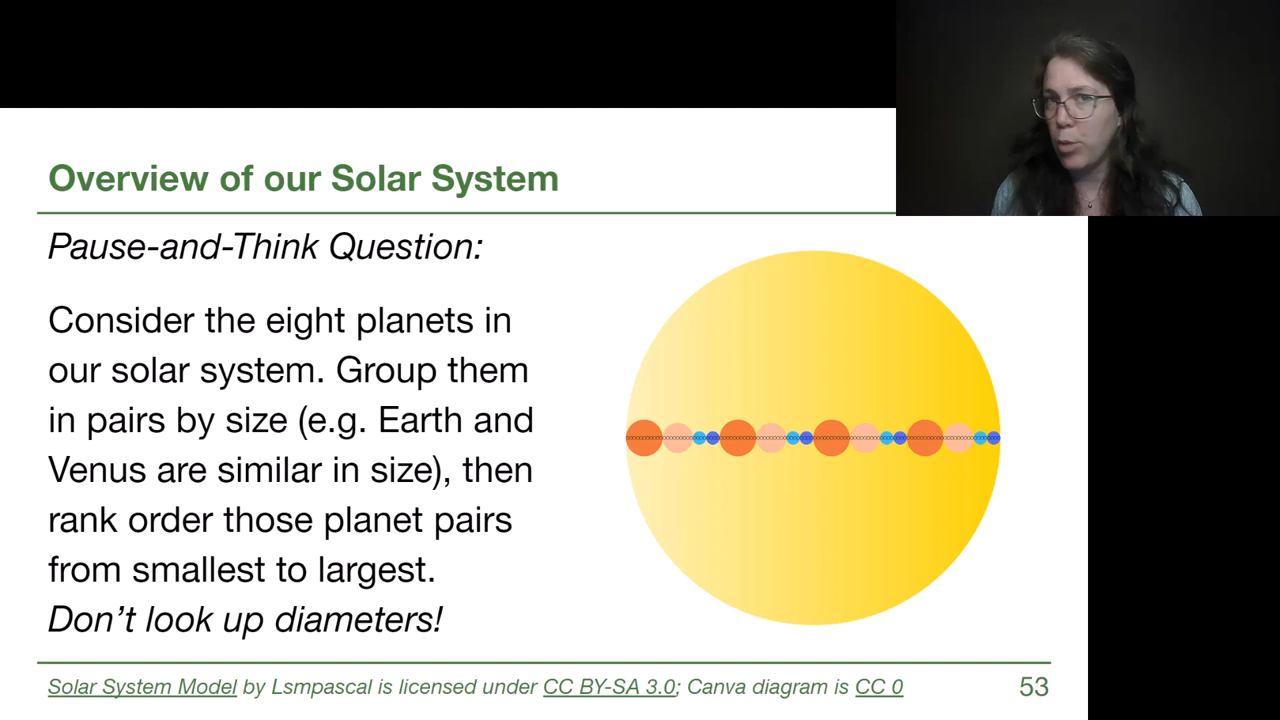 Overview of our Solar System
Pause-and-Think Question:
Consider the eight planets in
our solar system. Group them
in pairs by size (e.g. Earth and
Venus are similar in size), then
rank order those planet pairs
from smallest to largest.
Don’t look up diameters!
Solar System Model by Lsmpascal is licensed under CC BY-SA 3.0; Canva diagram is CC 0
53